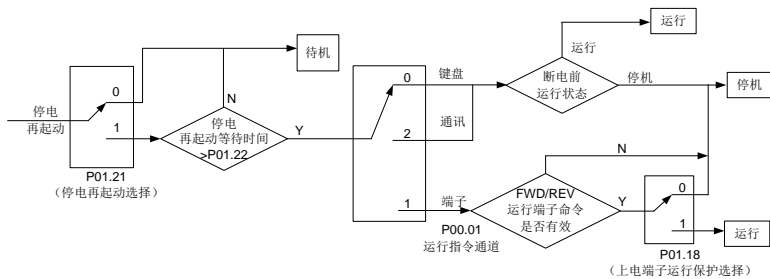 停电
再起动
0
1
P01.21
（停电再起动选择）
待机
N
停电
再起动等待时间
>P01.22
Y
0
2
1
键盘
通讯
端子
P00.01
运行指令通道
断电前
运行状态
运行
运行
停机
停机
FWD/REV
运行端子命令
是否有效
N
Y
0
1
P01.18
（上电端子运行保护选择）
运行